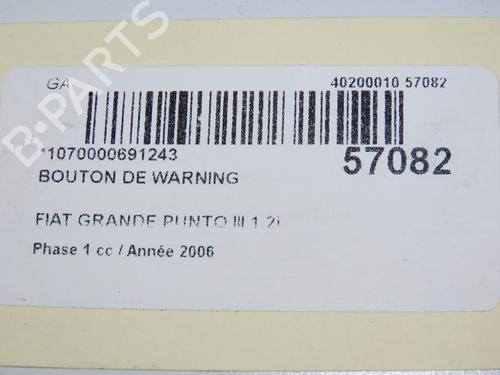 B-PARTS
GA
40200010 57082
*1070000691243
57082
BOUTON DE WARNING
FIAT GRANDE PUNTO III 1 2i
Phase 1 cc / Année 2006